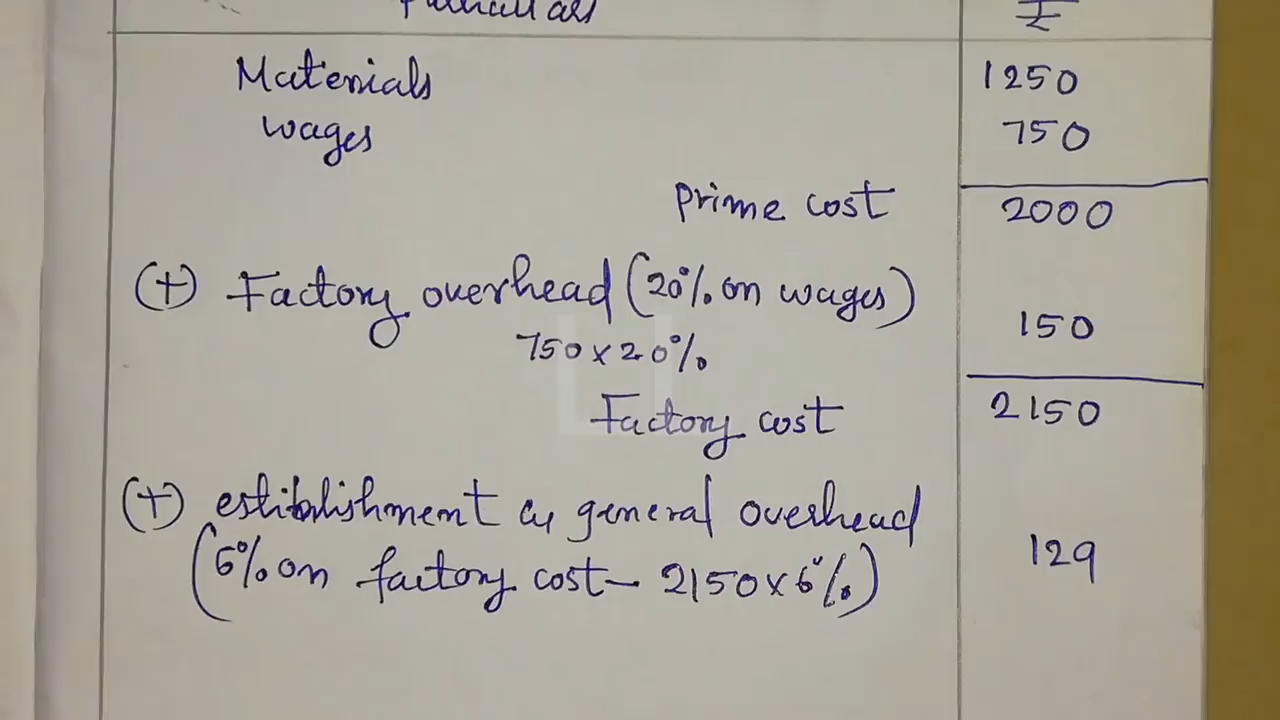 Particulars ₹
Materials 1250
wages 750
prime cost 2000
(+) Factory overhead (20% on wages) 150
750 x 20%
Factory cost 2150
(+) establishment & general overhead
(6% on factory cost - 2150 x 6%) 129